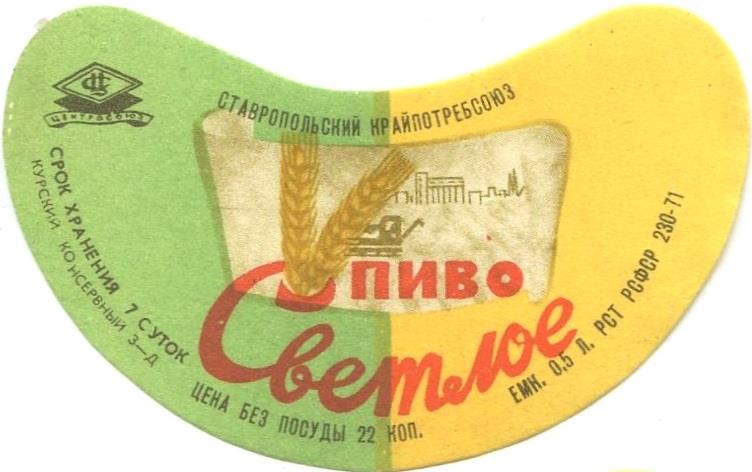 ЦЕНТРОСОЮЗ
СТАВРОПОЛЬСКИЙ КРАЙПОТРЕБСОЮЗ
ПИВО
Светлое
СРОК ХРАНЕНИЯ 7 СУТОК
КУРСКИЙ КОНСЕРВНЫЙ З—Д
ЦЕНА БЕЗ ПОСУДЫ 22 КОП.
ЕМК. 0,5 Л. РСТ РСФСР 230-71